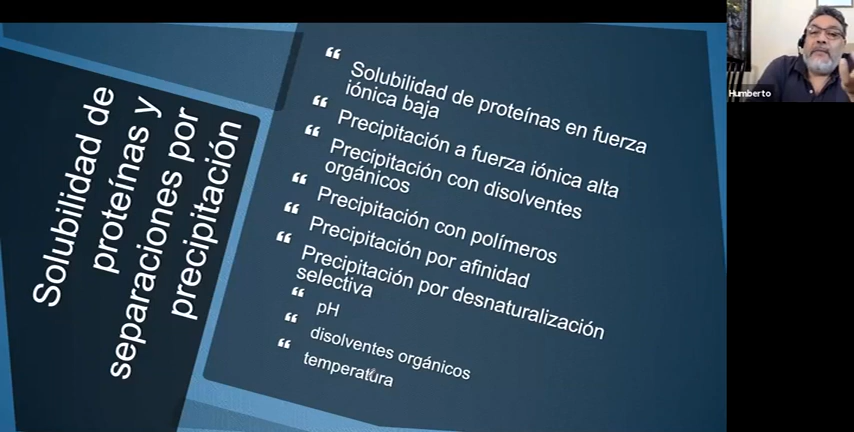 Solubilidad de
proteínas y
separaciones por
precipitación
Solubilidad de proteínas en fuerza
iónica baja
Precipitación a fuerza iónica alta
Precipitación con disolventes
orgánicos
Precipitación con polímeros
Precipitación por afinidad
Precipitación por desnaturalización
selectiva
pH
disolventes orgánicos
temperatura
Humberto